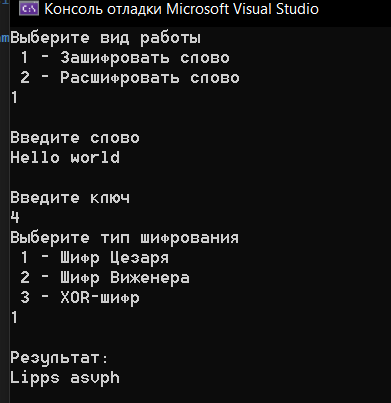 Консоль отладки Microsoft Visual Studio
Выберите вид работы
1 - Зашифровать слово
2 - Расшифровать слово
1
Введите слово
Hello world
Введите ключ
4
Выберите тип шифрования
1 - Шифр Цезаря
2 - Шифр Виженера
3 - XOR-шифр
1
Результат:
Lipps asvph